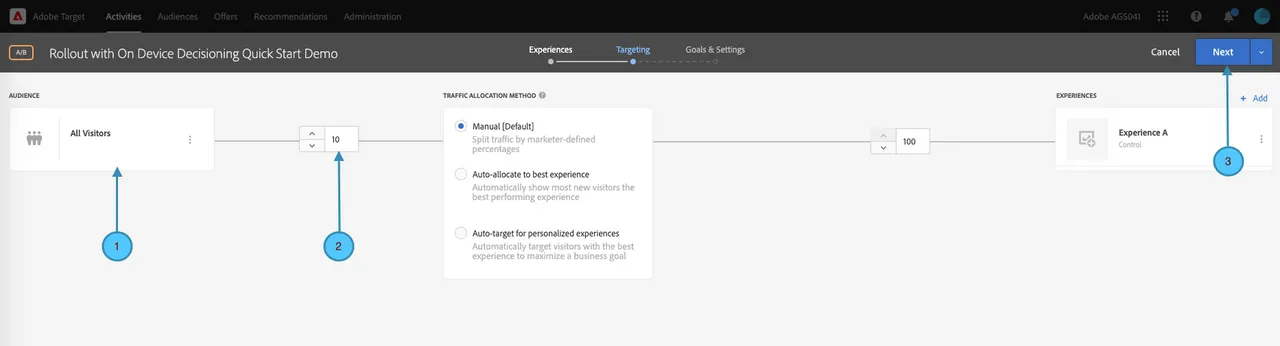 Adobe Target Activities Audiences Offers Recommendations Administration Adobe AGS041
A/B Rollout with On Device Decisioning Quick Start Demo Experiences Targeting Goals & Settings Cancel Next
AUDIENCE TRAFFIC ALLOCATION METHOD ? EXPERIENCES + Add
All Visitors
10
Manual [Default]
Split traffic by marketer-defined
percentages
Auto-allocate to best experience
Automatically show most new visitors the
best performing experience
Auto-target for personalized experiences
Automatically target visitors with the best
experience to maximize a business goal
100
Experience A
Control
1
2
3